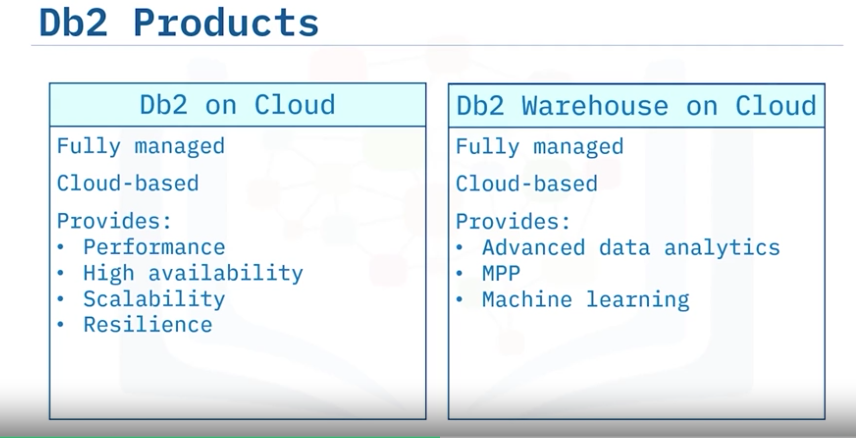 Db2 Products
Db2 on Cloud
Fully managed
Cloud-based
Provides:
• Performance
• High availability
• Scalability
• Resilience
Db2 Warehouse on Cloud
Fully managed
Cloud-based
Provides:
• Advanced data analytics
• MPP
• Machine learning